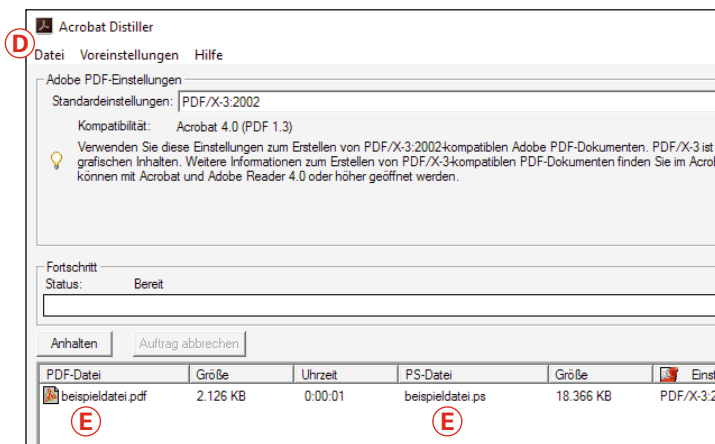 Acrobat Distiller
D
Datei Voreinstellungen Hilfe
Adobe PDF-Einstellungen
Standardeinstellungen: PDF/X-3:2002
Kompatibilität: Acrobat 4.0 (PDF 1.3)
Verwenden Sie diese Einstellungen zum Erstellen von PDF/X-3:2002-kompatiblen Adobe PDF-Dokumenten. PDF/X-3 ist
grafischen Inhalten. Weitere Informationen zum Erstellen von PDF/X-3-kompatiblen PDF-Dokumenten finden Sie im Acrob
können mit Acrobat und Adobe Reader 4.0 oder höher geöffnet werden.
Fortschritt
Status: Bereit
Anhalten Auftrag abbrechen
PDF-Datei Größe Uhrzeit PS-Datei Größe Einst
beispieldatei.pdf 2.126 KB 0:00:01 beispieldatei.ps 18.366 KB PDF/X-3:2
E E